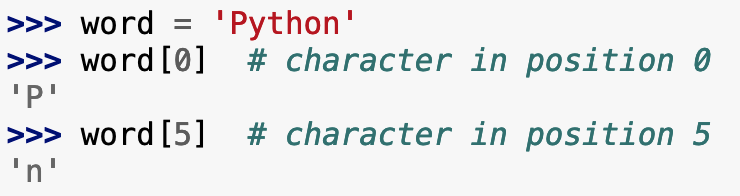 >>> word = 'Python'
>>> word[0]  # character in position 0
'P'
>>> word[5]  # character in position 5
'n'